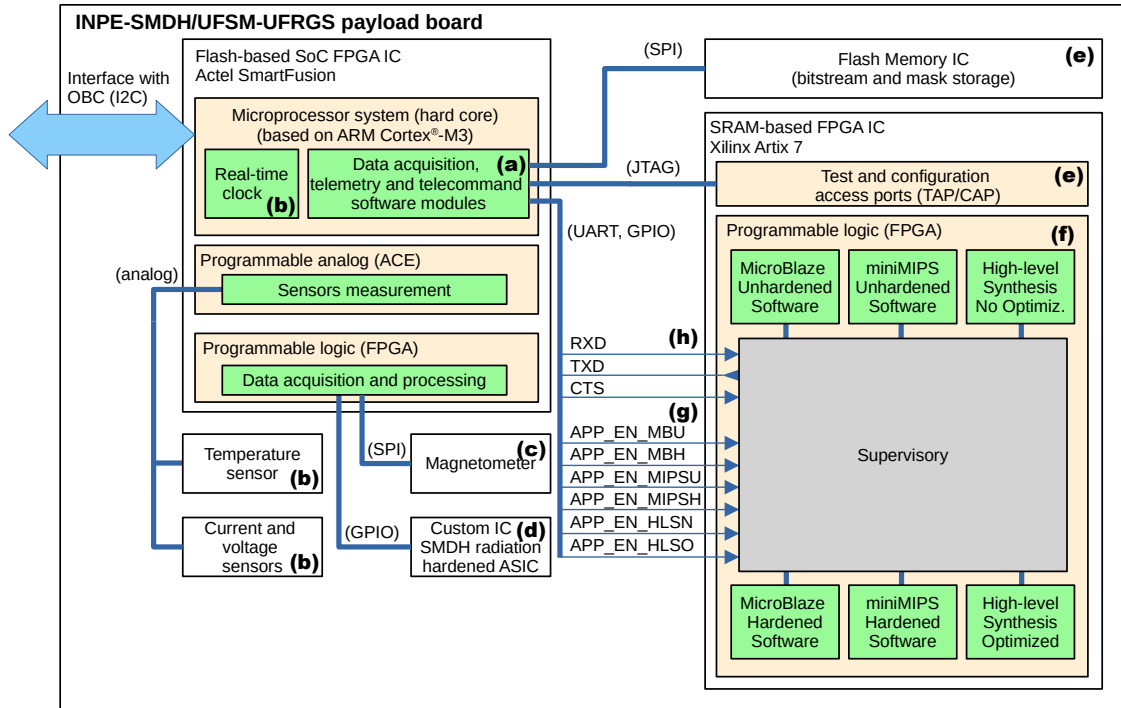 INPE-SMDH/UFSM-UFRGS payload board
Interface with
OBC (I2C)
Flash-based SoC FPGA IC
Actel SmartFusion
Microprocessor system (hard core)
(based on ARM Cortex®-M3)
Real-time
clock
(b)
Data acquisition,
telemetry and telecommand
software modules
(a)
(analog)
Programmable analog (ACE)
Sensors measurement
Programmable logic (FPGA)
Data acquisition and processing
Temperature
sensor
(b)
Current and
voltage
sensors
(b)
(SPI)
Magnetometer
(c)
(GPIO)
Custom IC
SMDH radiation
hardened ASIC
(d)
(SPI)
Flash Memory IC
(bitstream and mask storage)
(e)
(JTAG)
(UART, GPIO)
SRAM-based FPGA IC
Xilinx Artix 7
Test and configuration
access ports (TAP/CAP)
(e)
Programmable logic (FPGA)
(f)
MicroBlaze
Unhardened
Software
miniMIPS
Unhardened
Software
High-level
Synthesis
No Optimiz.
RXD
(h)
TXD
CTS
(g)
APP_EN_MBU
APP_EN_MBH
APP_EN_MIPSU
APP_EN_MIPSH
APP_EN_HLSN
APP_EN_HLSO
Supervisory
MicroBlaze
Hardened
Software
miniMIPS
Hardened
Software
High-level
Synthesis
Optimized